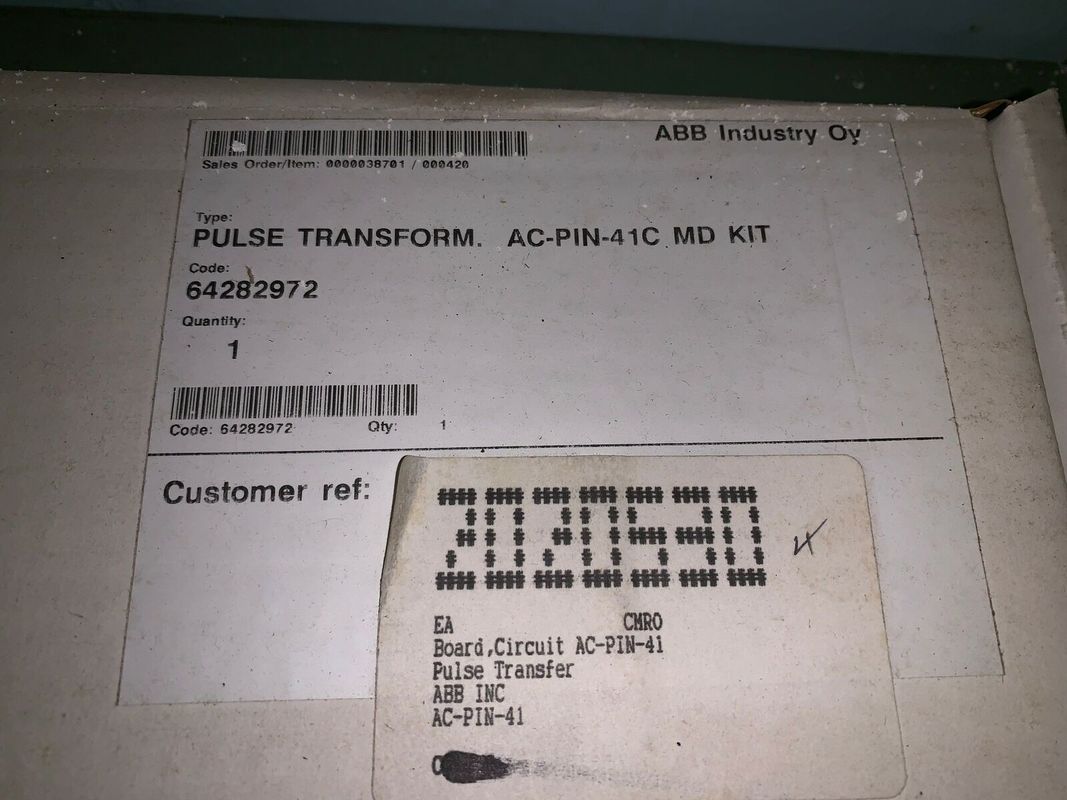 ABB Industry Oy
Sales Order/Item: 0000038701 / 000420
Type:
PULSE TRANSFORM. AC-PIN-41C MD KIT
Code:
64282972
Quantity:
1
Code: 64282972 Qty: 1
Customer ref:
2020530
4
EA CMRO
Board,Circuit AC-PIN-41
Pulse Transfer
ABB INC
AC-PIN-41